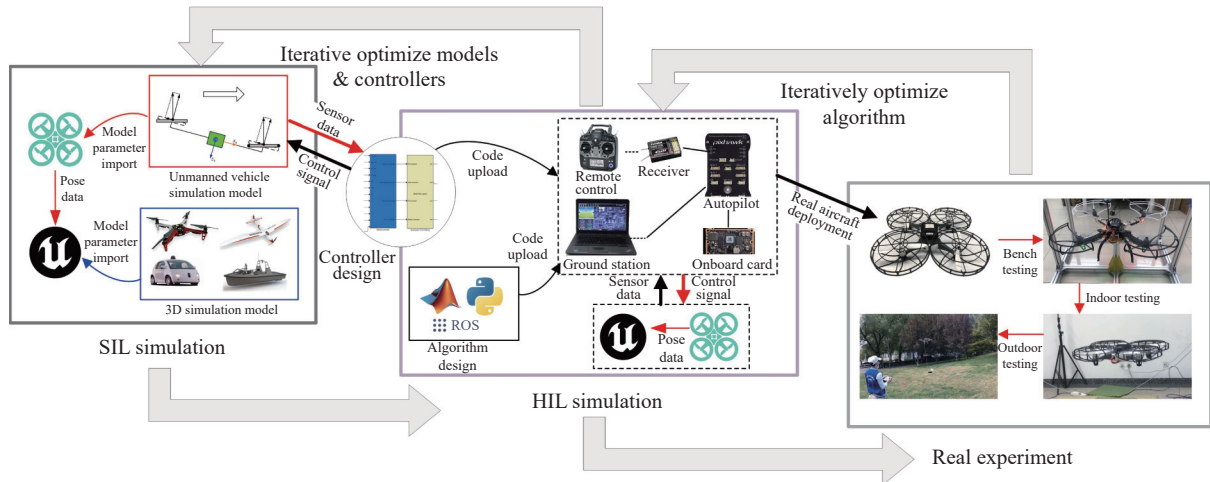 Iterative optimize models
& controllers
Iteratively optimize
algorithm
Sensor
data
Control
signal
Model
parameter
import
Unmanned vehicle
simulation model
Pose
data
Model
parameter
import
3D simulation model
SIL simulation
Controller
design
Code
upload
Code
upload
ROS
Algorithm
design
Remote
control
Receiver
pixhawk
Autopilot
Ground station
Onboard card
Sensor
data
Control
signal
Pose
data
HIL simulation
Real aircraft
deployment
Bench
testing
Indoor testing
Outdoor
testing
Real experiment